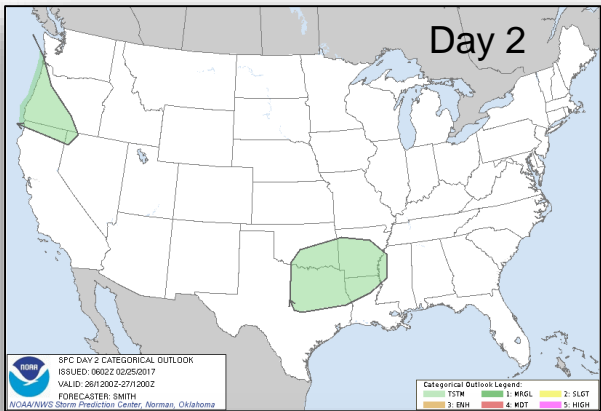 Day 2
NOAA
SPC DAY 2 CATEGORICAL OUTLOOK
ISSUED: 0602Z 02/25/2017
VALID: 26/1200Z-27/1200Z
FORECASTER: SMITH
NOAA/NWS Storm Prediction Center, Norman, Oklahoma
Categorical Outlook Legend:
TSTM 1: MRGL 2: SLGT
3: ENH 4: MDT 5: HIGH